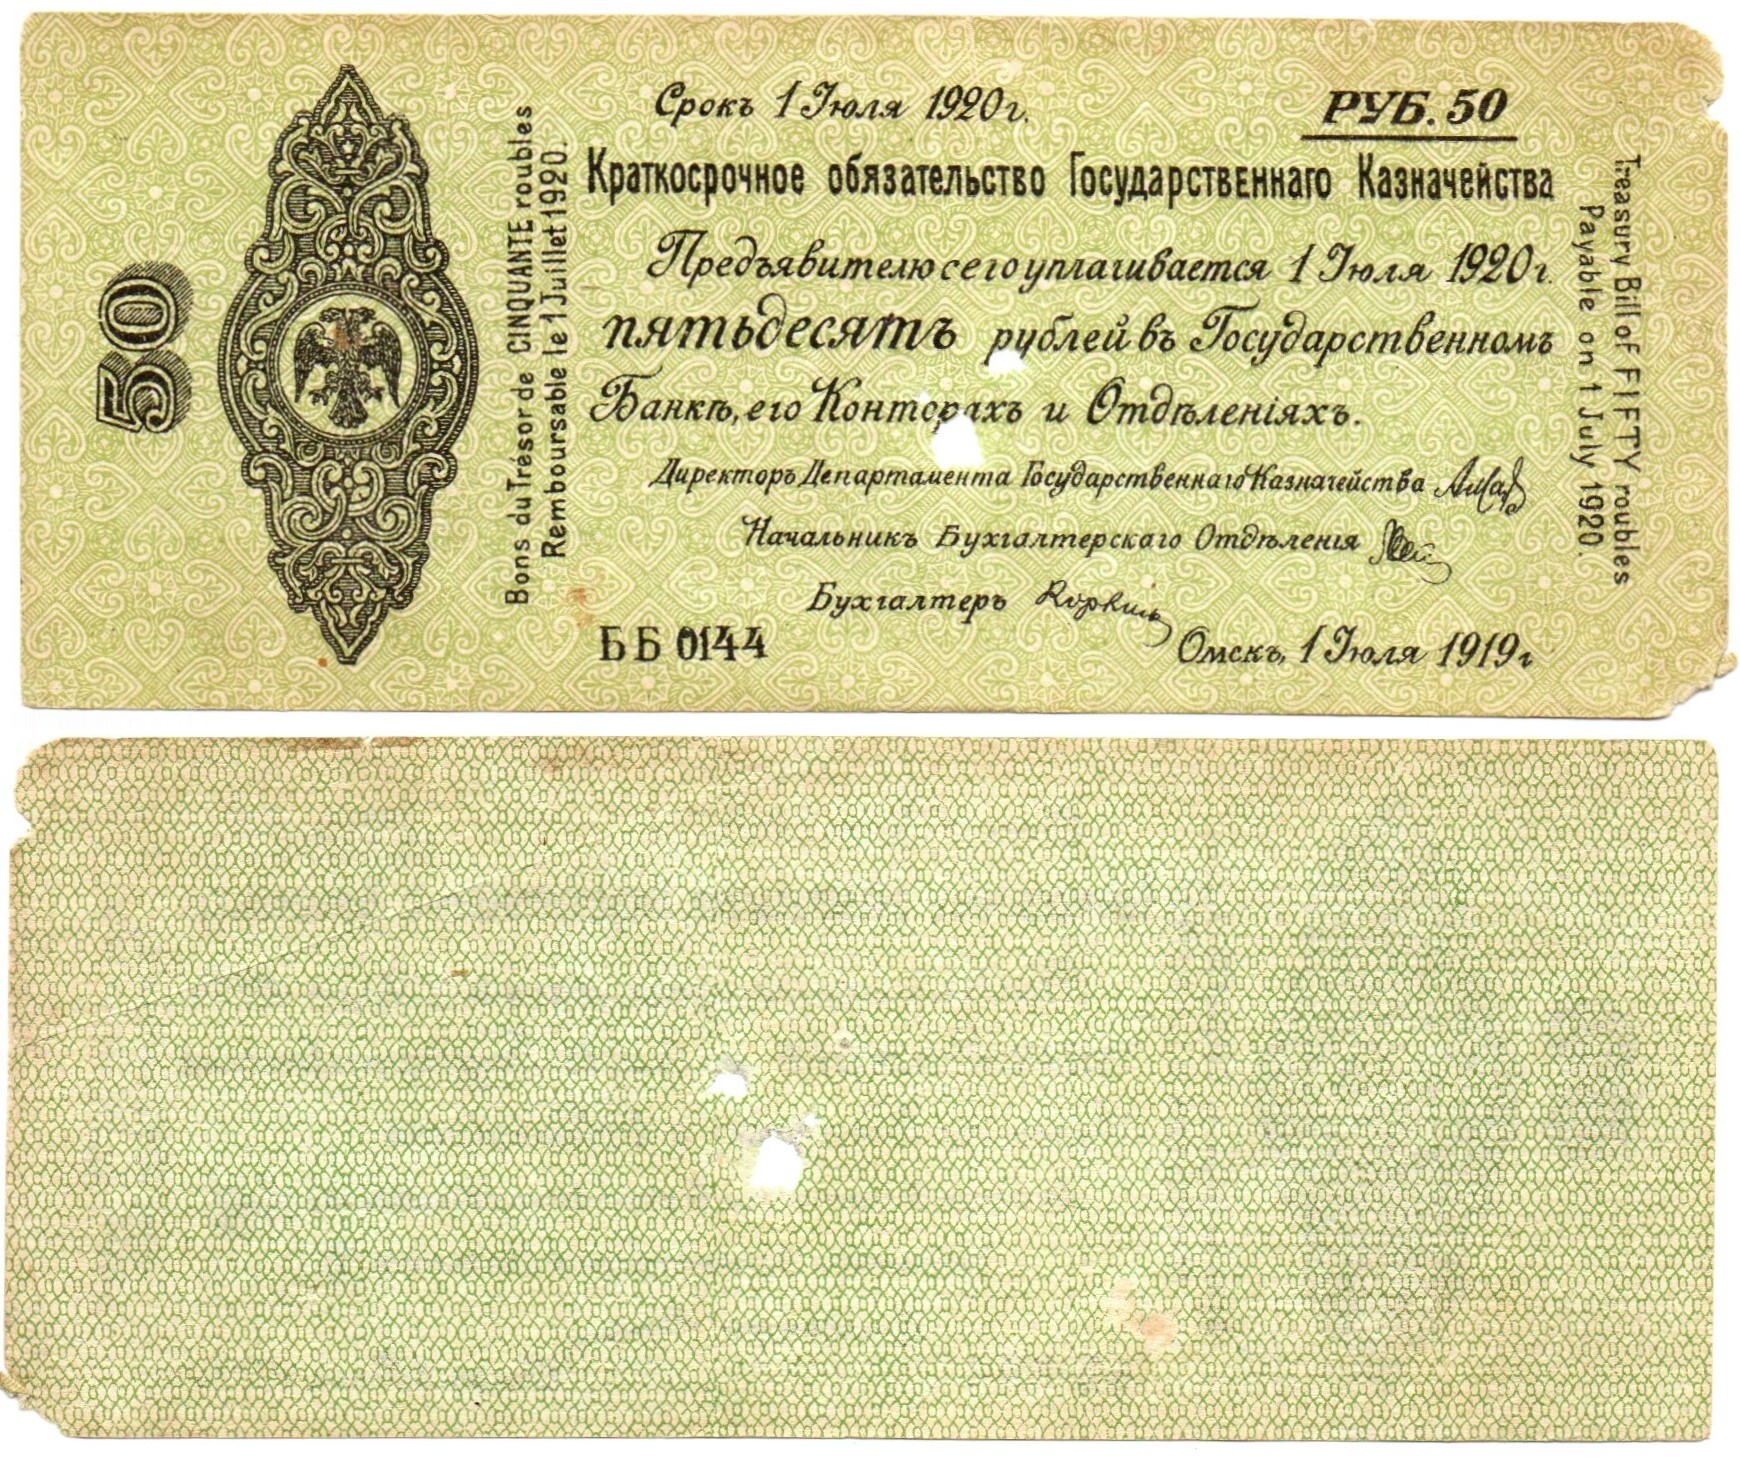 50
Bons du Trésor de CINQUANTE roubles
Remboursable le 1 Juillet 1920.
Срокъ 1 Іюля 1920 г.
РУБ. 50
Краткосрочное обязательство Государственнаго Казначейства
Предъявителю сего уплачивается 1 Іюля 1920 г.
пятьдесятъ рублей въ Государственномъ
Банкѣ, его Конторахъ и Отдѣленіяхъ.
Директоръ Департамента Государственнаго Казначейства
Начальникъ Бухгалтерскаго Отдѣленія
Бухгалтеръ
ББ 0144
Омскъ, 1 Іюля 1919 г
Treasury Bill of FIFTY roubles
Payable on 1 July 1920.